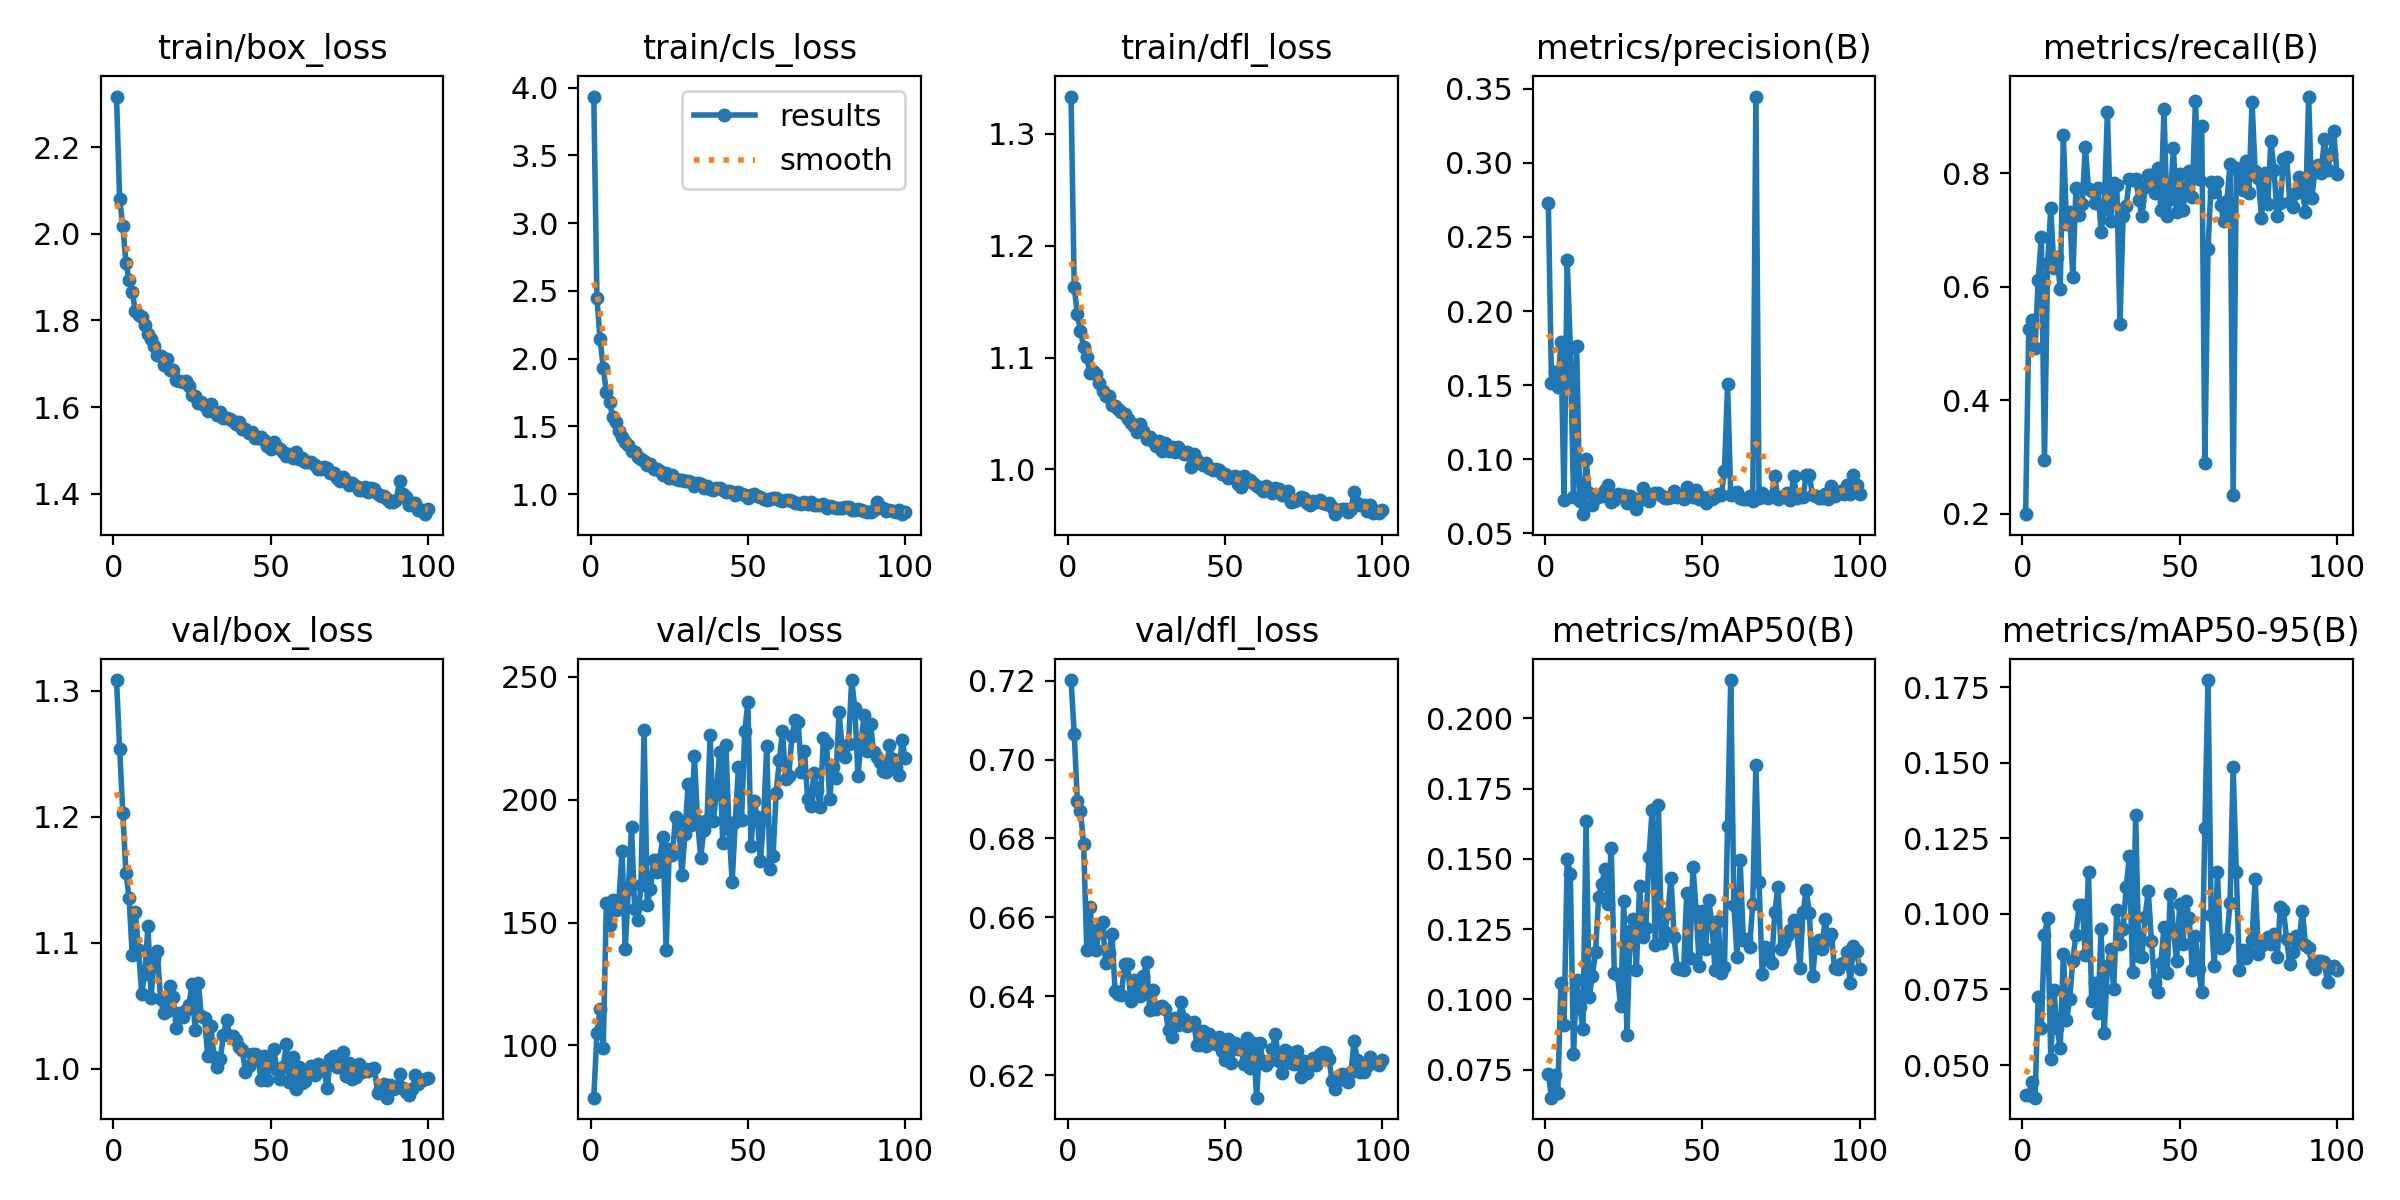 train/box_loss
2.2
2.0
1.8
1.6
1.4
0 50 100
train/cls_loss
4.0
3.5
3.0
2.5
2.0
1.5
1.0
results
smooth
0 50 100
train/dfl_loss
1.3
1.2
1.1
1.0
0 50 100
metrics/precision(B)
0.35
0.30
0.25
0.20
0.15
0.10
0.05
0 50 100
metrics/recall(B)
0.8
0.6
0.4
0.2
0 50 100
val/box_loss
1.3
1.2
1.1
1.0
0 50 100
val/cls_loss
250
200
150
100
0 50 100
val/dfl_loss
0.72
0.70
0.68
0.66
0.64
0.62
0 50 100
metrics/mAP50(B)
0.200
0.175
0.150
0.125
0.100
0.075
0 50 100
metrics/mAP50-95(B)
0.175
0.150
0.125
0.100
0.075
0.050
0 50 100